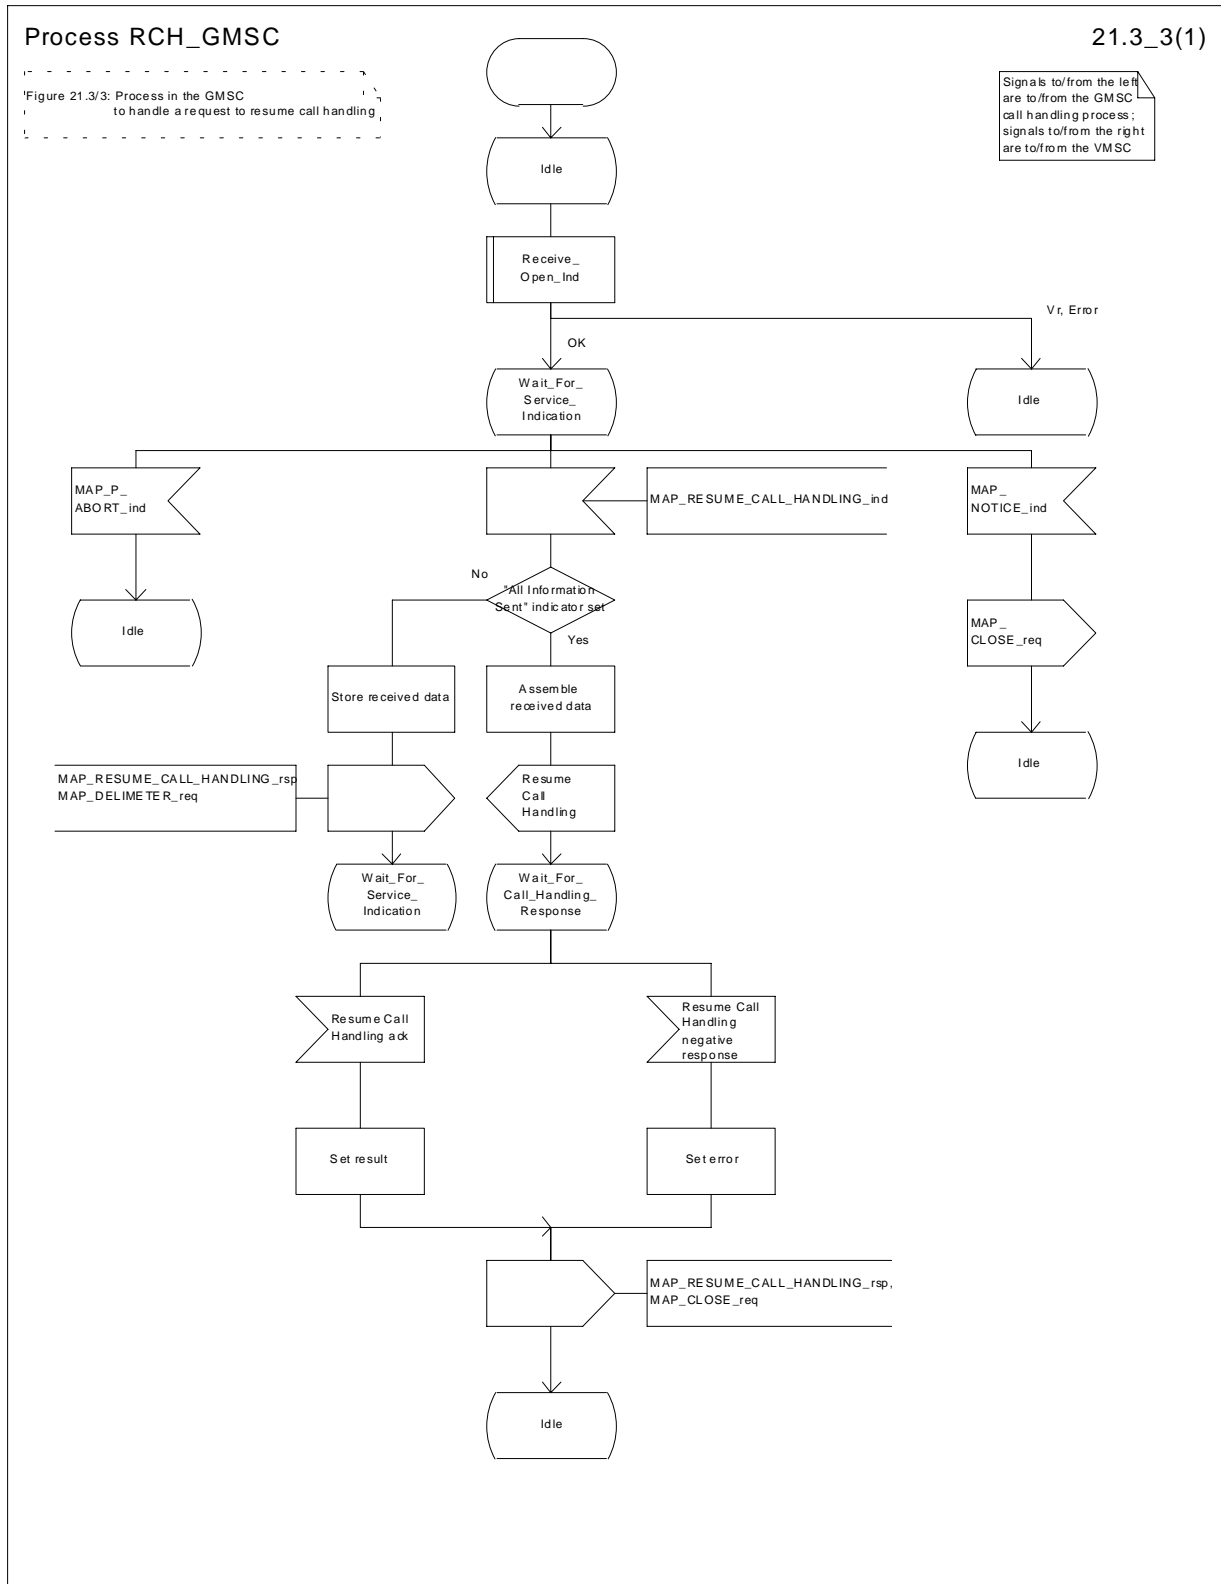 Process RCH_GMSC
21.3_3(1)
Figure 21.3/3: Process in the GMSC
to handle a request to resume call handling
Signals to/from the left
are to/from the GMSC
call handling process;
signals to/from the right
are to/from the VMSC
Idle
Receive_
Open_Ind
Vr, Error
OK
Wait_For_
Service_
Indication
Idle
MAP_P_
ABORT_ind
MAP_RESUME_CALL_HANDLING_ind
MAP_
NOTICE_ind
No
"All Information
Sent" indicator set
Yes
Idle
MAP_
CLOSE_req
Store received data
Assemble
received data
Idle
MAP_RESUME_CALL_HANDLING_rsp
MAP_DELIMETER_req
Resume
Call
Handling
Wait_For_
Service_
Indication
Wait_For_
Call_Handling_
Response
Resume Call
Handling ack
Resume Call
Handling
negative
response
Set result
Set error
MAP_RESUME_CALL_HANDLING_rsp,
MAP_CLOSE_req
Idle